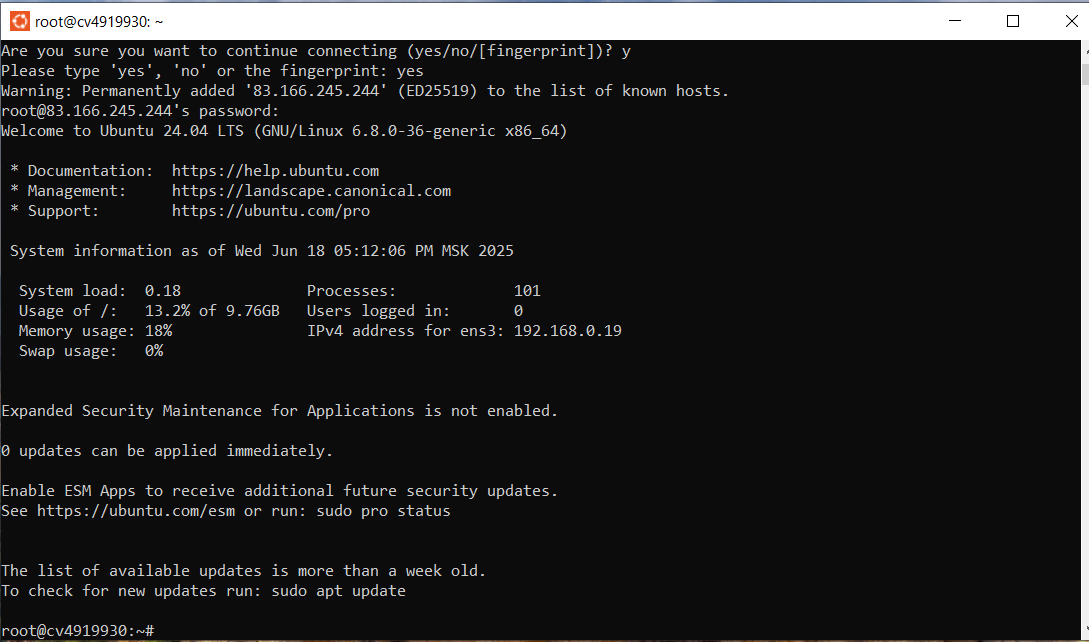 root@cv4919930: ~
Are you sure you want to continue connecting (yes/no/[fingerprint])? y
Please type 'yes', 'no' or the fingerprint: yes
Warning: Permanently added '83.166.245.244' (ED25519) to the list of known hosts.
root@83.166.245.244's password:
Welcome to Ubuntu 24.04 LTS (GNU/Linux 6.8.0-36-generic x86_64)
 * Documentation:  https://help.ubuntu.com
 * Management:     https://landscape.canonical.com
 * Support:        https://ubuntu.com/pro
 System information as of Wed Jun 18 05:12:06 PM MSK 2025
  System load:  0.18              Processes:             101
  Usage of /:   13.2% of 9.76GB   Users logged in:       0
  Memory usage: 18%               IPv4 address for ens3: 192.168.0.19
  Swap usage:   0%
Expanded Security Maintenance for Applications is not enabled.
0 updates can be applied immediately.
Enable ESM Apps to receive additional future security updates.
See https://ubuntu.com/esm or run: sudo pro status
The list of available updates is more than a week old.
To check for new updates run: sudo apt update
root@cv4919930:~#